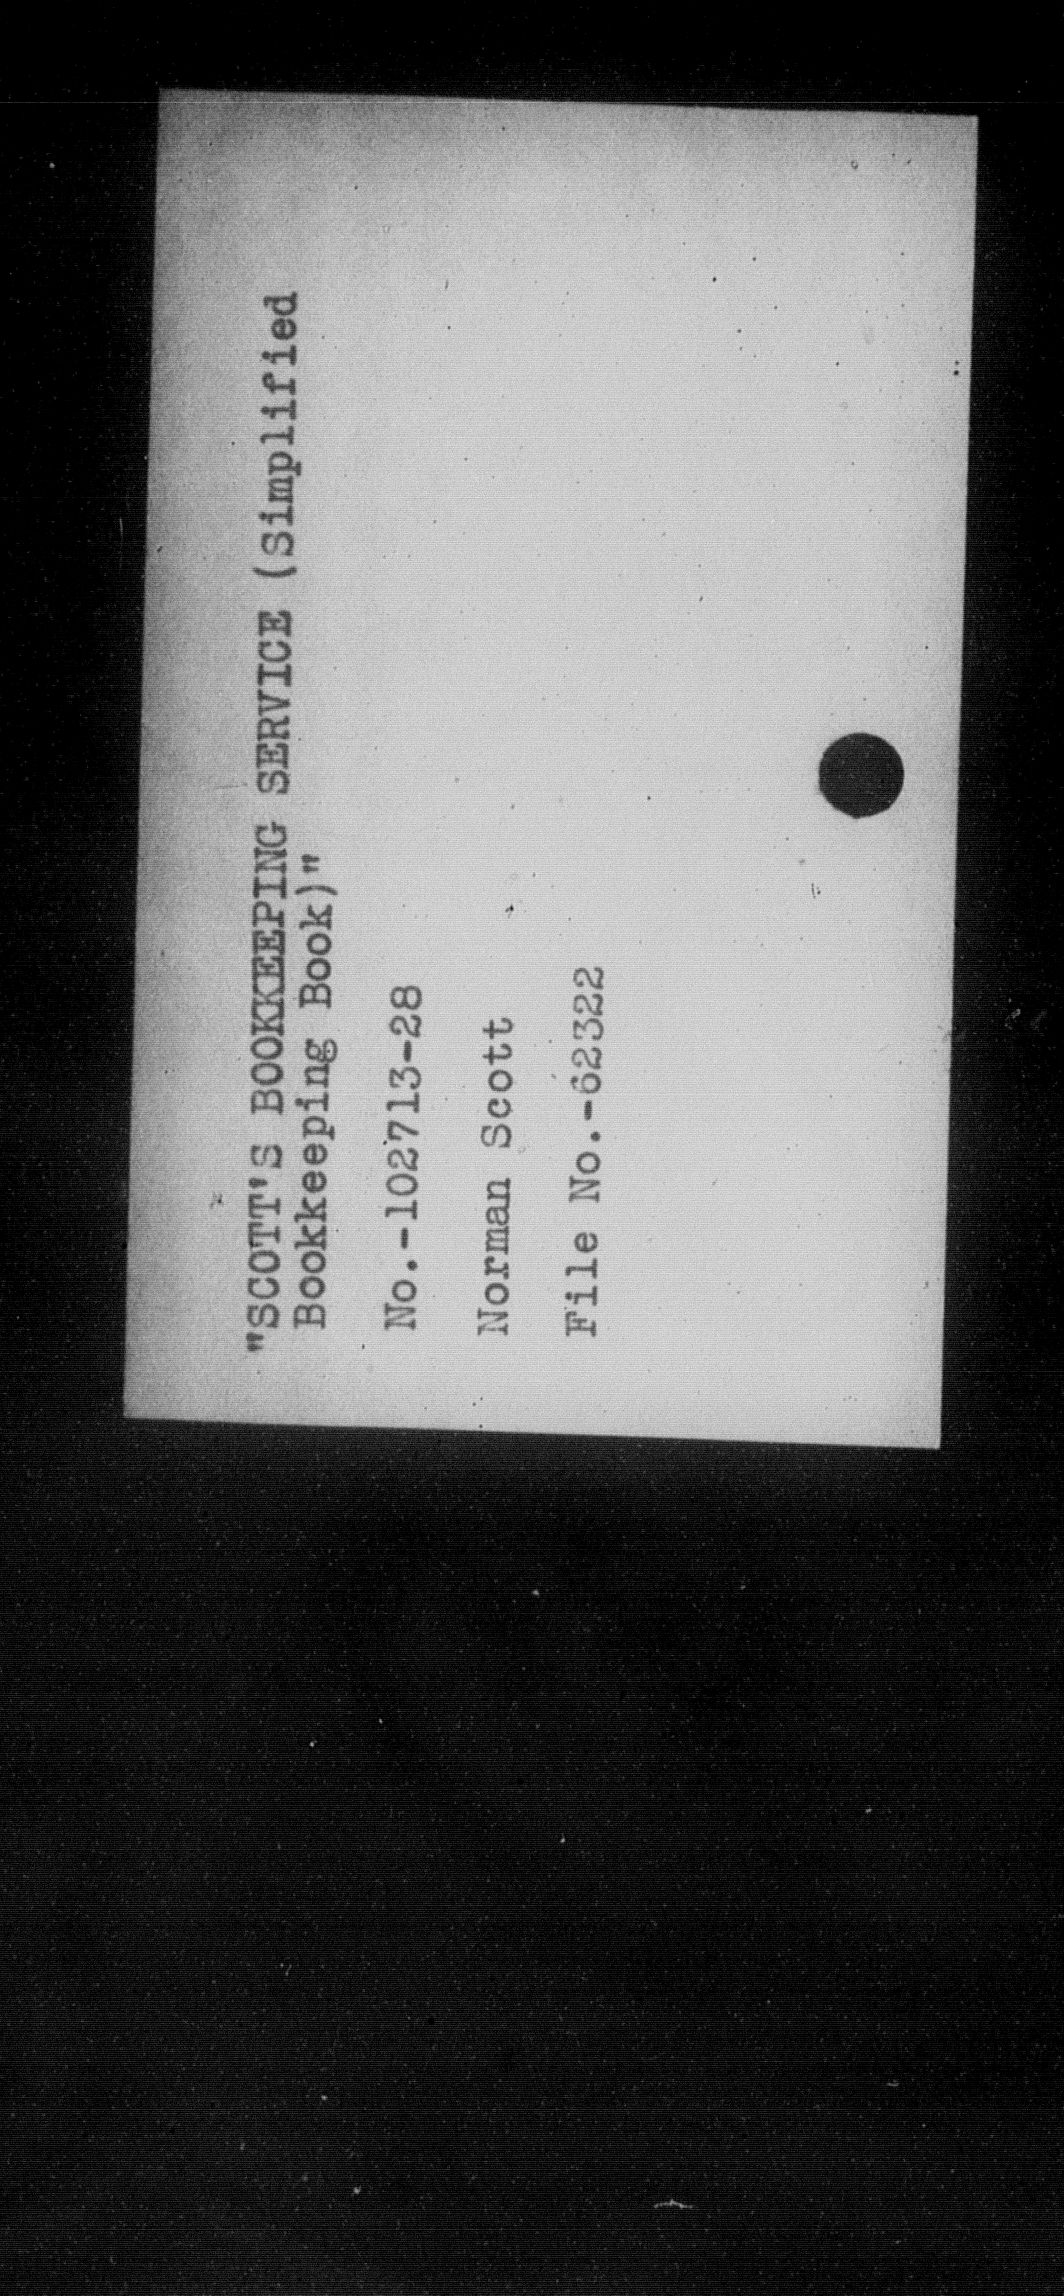 "SCOTT'S BOOKKEEPING SERVICE (Simplified
Bookkeeping Book)"
No.-102713-28
Norman Scott
File No.-62322